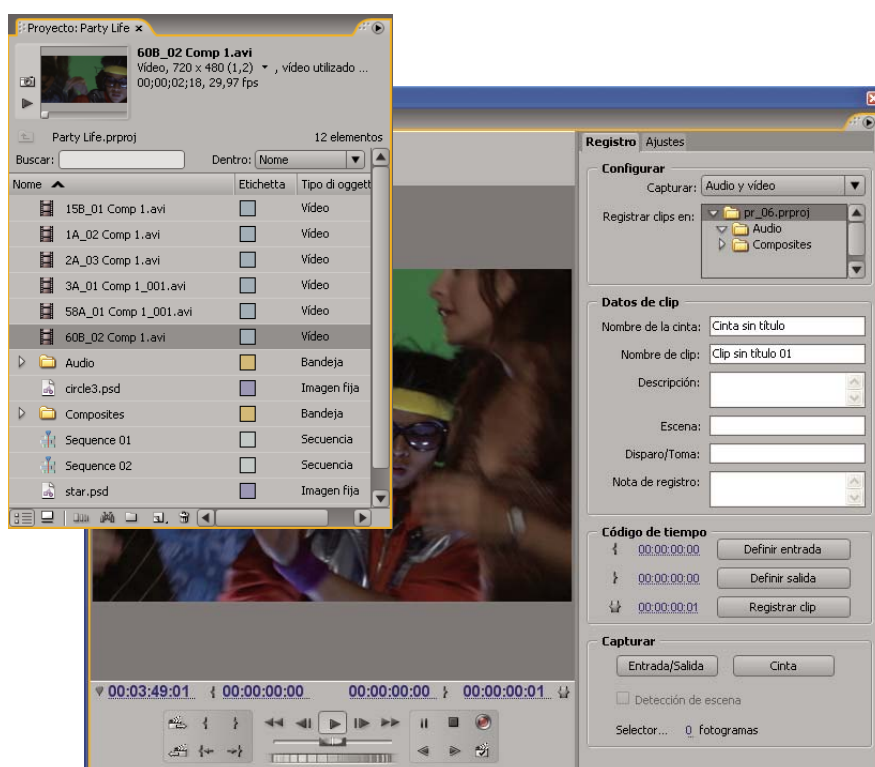 Proyecto: Party Life
60B_02 Comp 1.avi
Vídeo, 720 x 480 (1,2) , vídeo utilizado ...
00;00;02;18, 29,97 fps
Party Life.prproj
12 elementos
Buscar:
Dentro: Nome
Nome Etichetta Tipo di oggett
15B_01 Comp 1.avi Vídeo
1A_02 Comp 1.avi Vídeo
2A_03 Comp 1.avi Vídeo
3A_01 Comp 1_001.avi Vídeo
58A_01 Comp 1_001.avi Vídeo
60B_02 Comp 1.avi Vídeo
Audio Bandeja
circle3.psd Imagen fija
Composites Bandeja
Sequence 01 Secuencia
Sequence 02 Secuencia
star.psd Imagen fija
00:03:49:01 { 00:00:00:00 00:00:00:00 } 00:00:00:01
Registro Ajustes
Configurar
Capturar: Audio y vídeo
Registrar clips en: pr_06.prproj
Audio
Composites
Datos de clip
Nombre de la cinta: Cinta sin título
Nombre de clip: Clip sin título 01
Descripción:
Escena:
Disparo/Toma:
Nota de registro:
Código de tiempo
{ 00:00:00:00 Definir entrada
} 00:00:00:00 Definir salida
00:00:00:01 Registrar clip
Capturar
Entrada/Salida Cinta
Detección de escena
Selector... 0 fotogramas